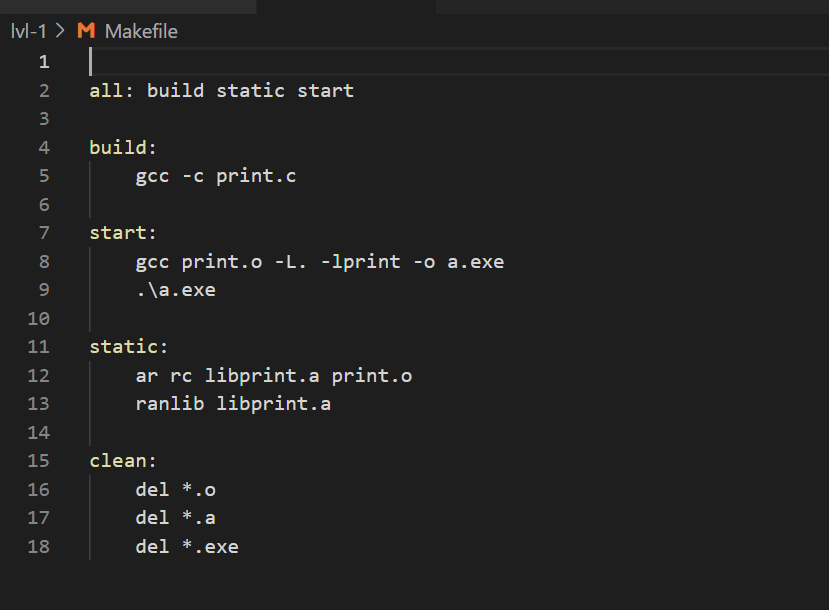 lvl-1 > M Makefile
1
2 all: build static start
3
4 build:
5 gcc -c print.c
6
7 start:
8 gcc print.o -L. -lprint -o a.exe
9 .\a.exe
10
11 static:
12 ar rc libprint.a print.o
13 ranlib libprint.a
14
15 clean:
16 del *.o
17 del *.a
18 del *.exe